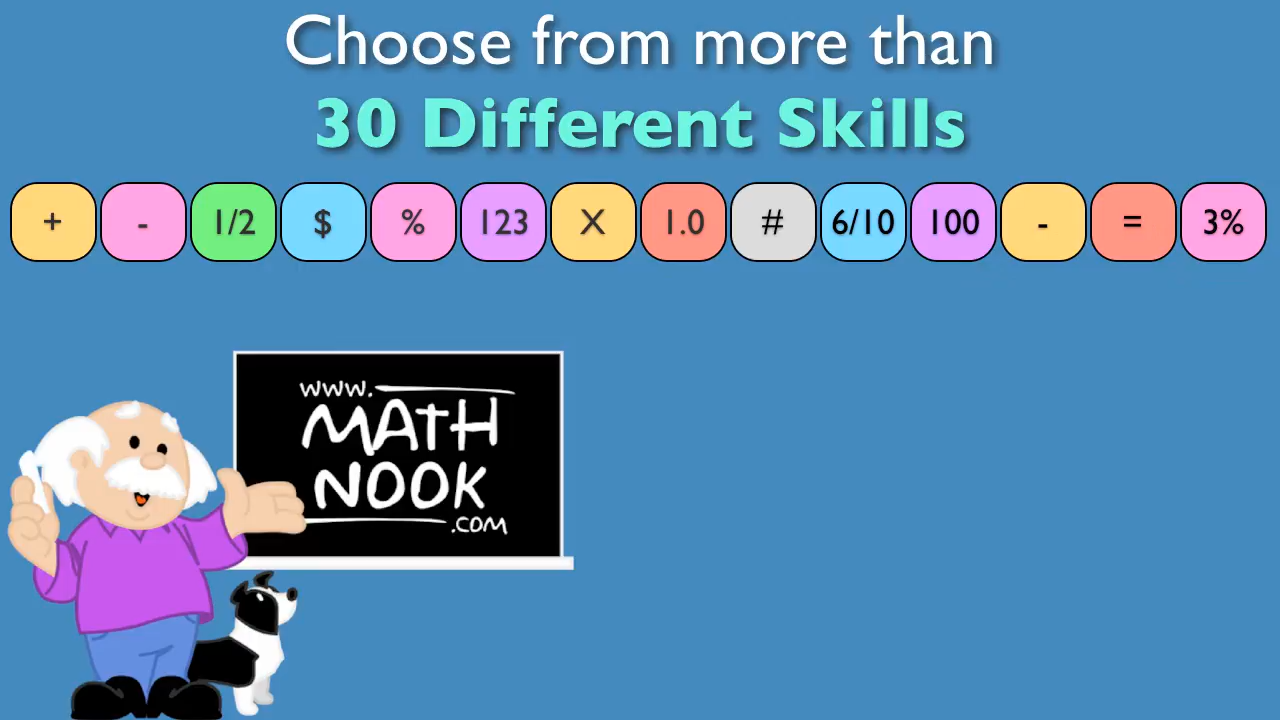 Choose from more than
30 Different Skills
+ - 1/2 $ % 123 X 1.0 # 6/10 100 - = 3%
www.
MATH
NOOK
.COM